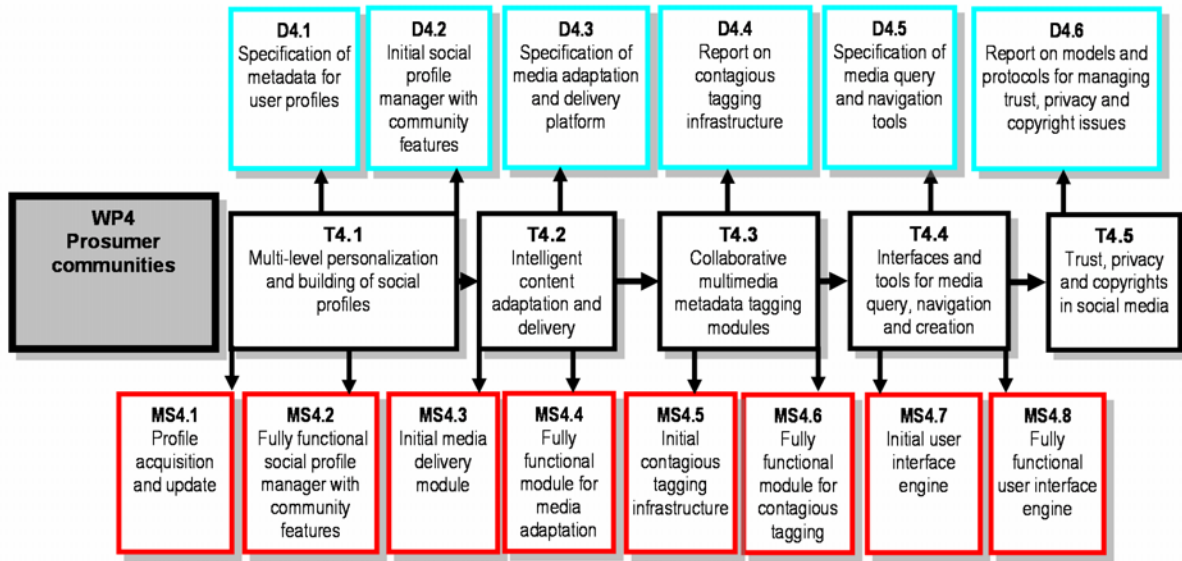 D4.1
Specification of
metadata for
user profiles
D4.2
Initial social
profile
manager with
community
features
D4.3
Specification of
media adaptation
and delivery
platform
D4.4
Report on
contagious
tagging
infrastructure
D4.5
Specification
of media query
and navigation
tools
D4.6
Report on models and
protocols for managing
trust, privacy and
copyright issues
WP4
Prosumer
communities
T4.1
Multi-level personalization
and building of social
profiles
T4.2
Intelligent
content
adaptation and
delivery
T4.3
Collaborative
multimedia
metadata tagging
modules
T4.4
Interfaces and
tools for media
query, navigation
and creation
T4.5
Trust, privacy
and copyrights
in social media
MS4.1
Profile
acquisition
and update
MS4.2
Fully functional
social profile
manager with
community
features
MS4.3
Initial media
delivery
module
MS4.4
Fully
functional
module for
media
adaptation
MS4.5
Initial
contagious
tagging
infrastructure
MS4.6
Fully
functional
module for
contagious
tagging
MS4.7
Initial user
interface
engine
MS4.8
Fully
functional
user interface
engine